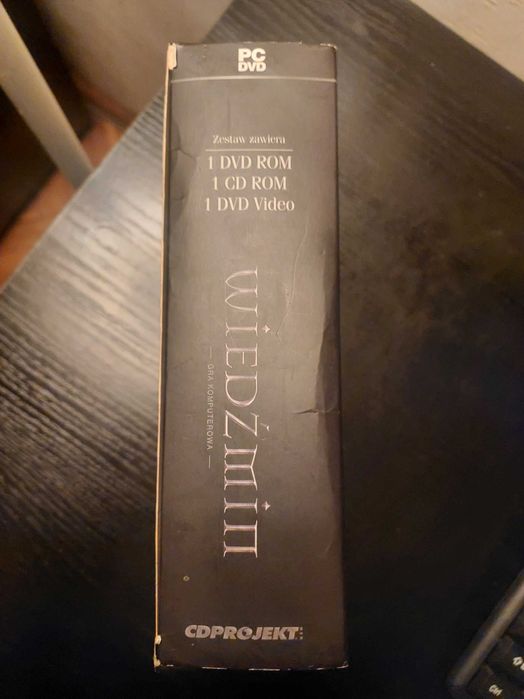 PC
DVD
Zestaw zawiera
1 DVD ROM
1 CD ROM
1 DVD Video
WIEDŹMIN
— GRA KOMPUTEROWA —
CDPROJEKT